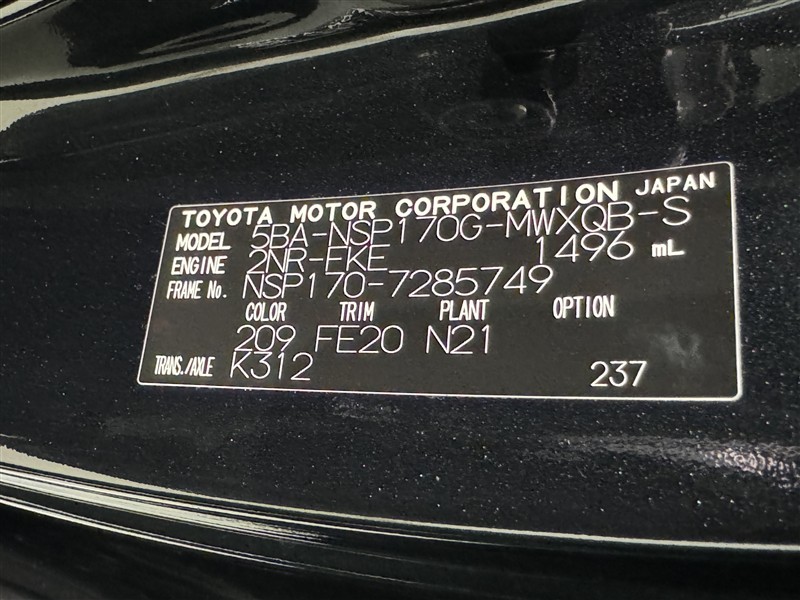 TOYOTA MOTOR CORPORATION JAPAN
MODEL 5BA-NSP170G-MWXQB-S
ENGINE 2NR-FKE 1496 mL
FRAME No. NSP170-7285749
COLOR TRIM PLANT OPTION
209 FE20 N21
TRANS./AXLE K312 237